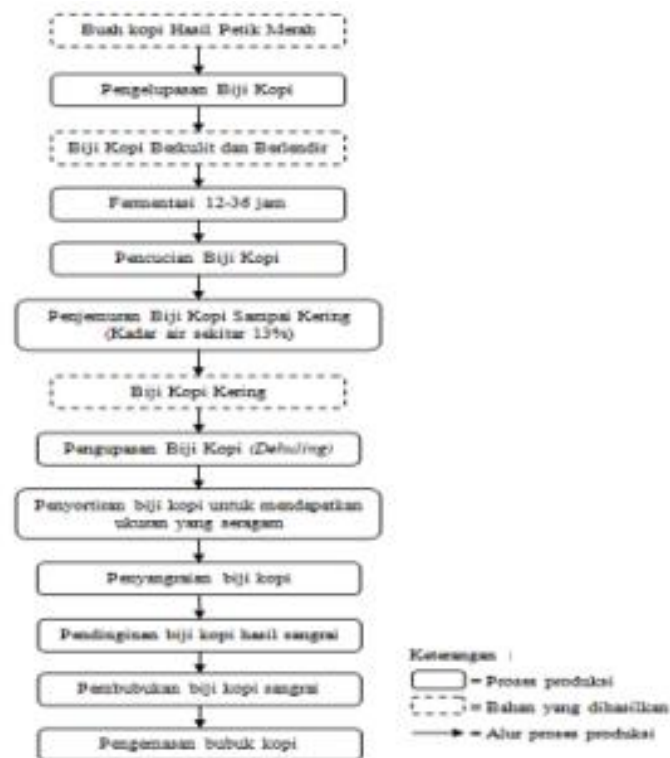 Buah kopi Hasil Petik Merah
Pengelupasan Biji Kopi
Biji Kopi Berkulit dan Berlendir
Fermentasi 12-36 jam
Pencucian Biji Kopi
Penjemuran Biji Kopi Sampai Kering
(Kadar air sekitar 13%)
Biji Kopi Kering
Pengupasan Biji Kopi (Dehuling)
Penyortiran biji kopi untuk mendapatkan
ukuran yang seragam
Penyangraian biji kopi
Pendinginan biji kopi hasil sangrai
Pembubukan biji kopi sangrai
Pengemasan bubuk kopi
Keterangan :
= Proses produksi
= Bahan yang dihasilkan
= Alur proses produksi